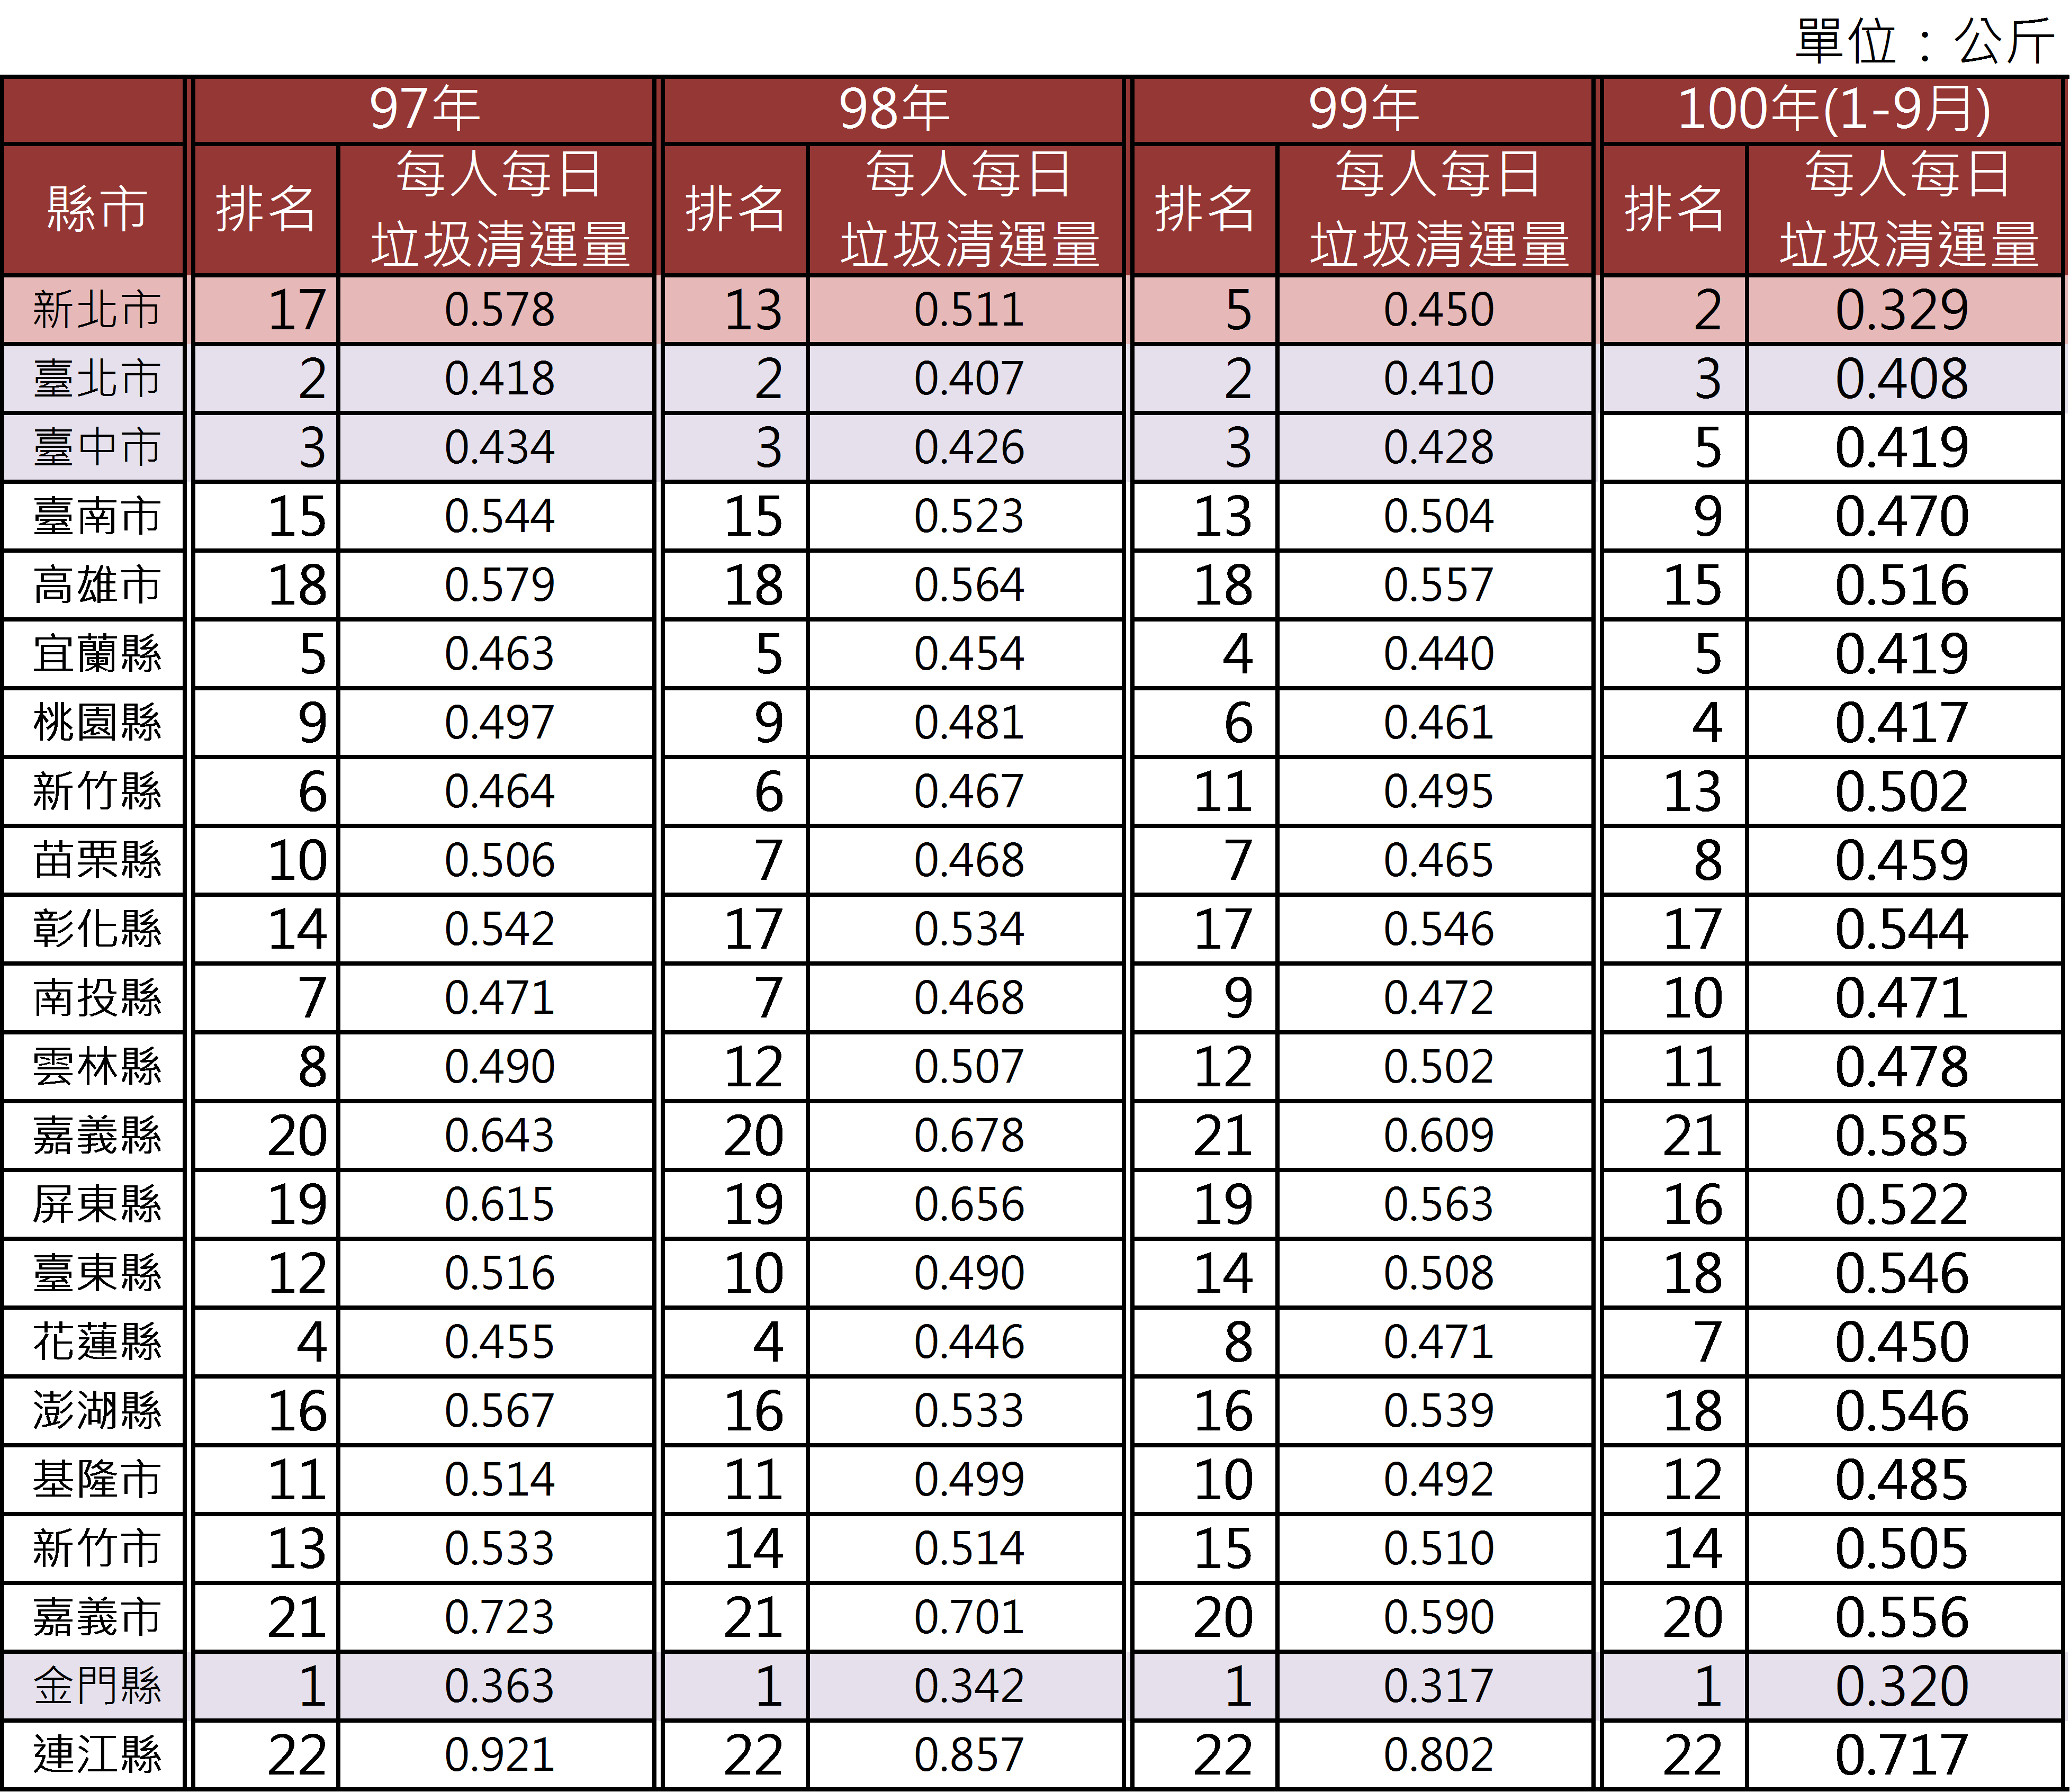 單位：公斤
97年 98年 99年 100年(1-9月)
縣市 排名 每人每日 排名 每人每日 排名 每人每日 排名 每人每日
垃圾清運量 垃圾清運量 垃圾清運量 垃圾清運量
新北市 17 0.578 13 0.511 5 0.450 2 0.329
臺北市 2 0.418 2 0.407 2 0.410 3 0.408
臺中市 3 0.434 3 0.426 3 0.428 5 0.419
臺南市 15 0.544 15 0.523 13 0.504 9 0.470
高雄市 18 0.579 18 0.564 18 0.557 15 0.516
宜蘭縣 5 0.463 5 0.454 4 0.440 5 0.419
桃園縣 9 0.497 9 0.481 6 0.461 4 0.417
新竹縣 6 0.464 6 0.467 11 0.495 13 0.502
苗栗縣 10 0.506 7 0.468 7 0.465 8 0.459
彰化縣 14 0.542 17 0.534 17 0.546 17 0.544
南投縣 7 0.471 7 0.468 9 0.472 10 0.471
雲林縣 8 0.490 12 0.507 12 0.502 11 0.478
嘉義縣 20 0.643 20 0.678 21 0.609 21 0.585
屏東縣 19 0.615 19 0.656 19 0.563 16 0.522
臺東縣 12 0.516 10 0.490 14 0.508 18 0.546
花蓮縣 4 0.455 4 0.446 8 0.471 7 0.450
澎湖縣 16 0.567 16 0.533 16 0.539 18 0.546
基隆市 11 0.514 11 0.499 10 0.492 12 0.485
新竹市 13 0.533 14 0.514 15 0.510 14 0.505
嘉義市 21 0.723 21 0.701 20 0.590 20 0.556
金門縣 1 0.363 1 0.342 1 0.317 1 0.320
連江縣 22 0.921 22 0.857 22 0.802 22 0.717